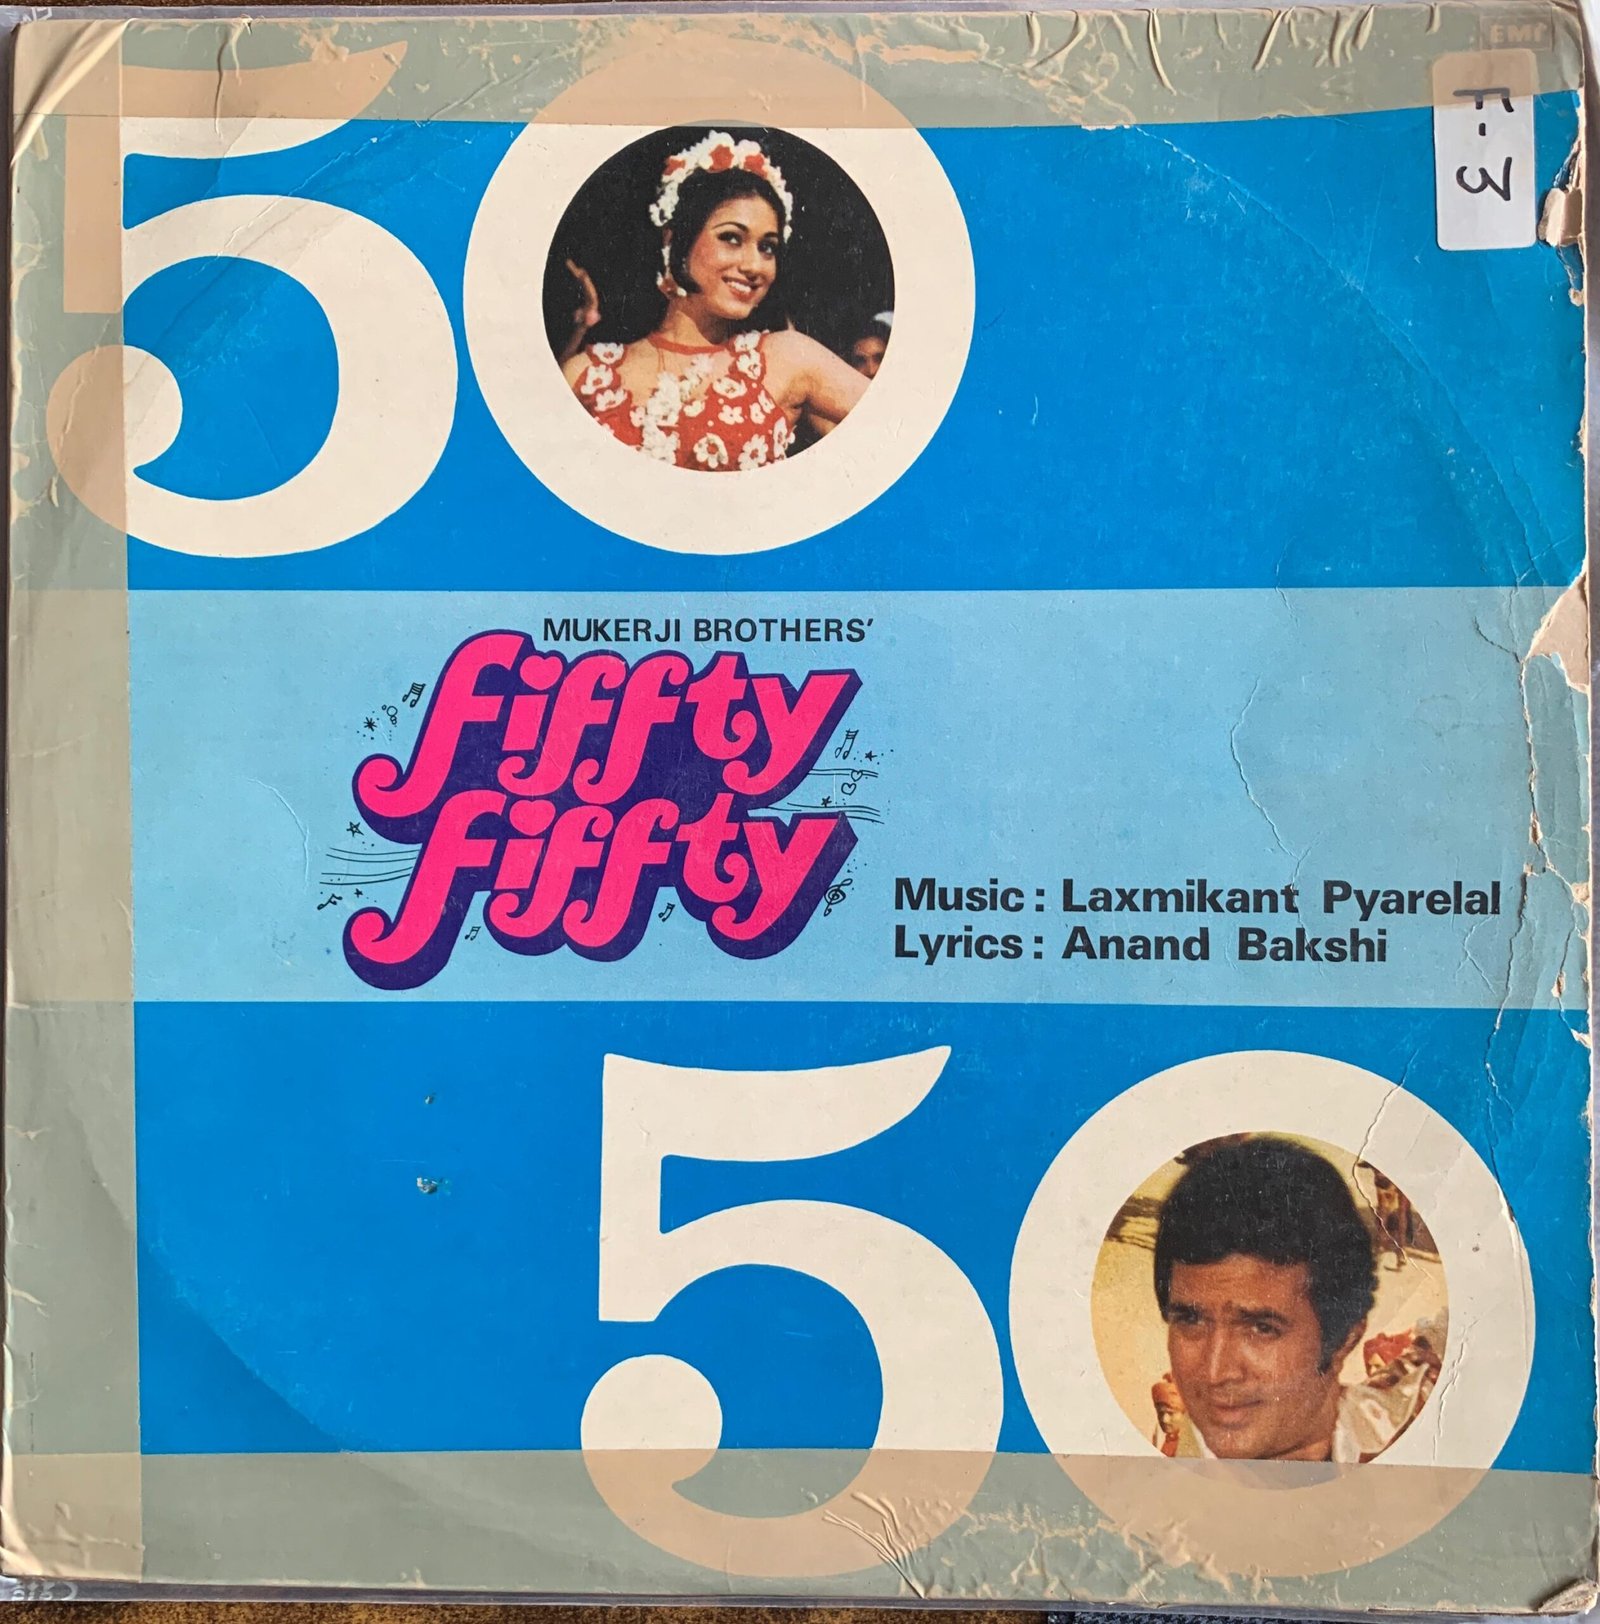 50
EMI
F-3
MUKERJI BROTHERS'
fiffty
fiffty
Music: Laxmikant Pyarelal
Lyrics: Anand Bakshi
50